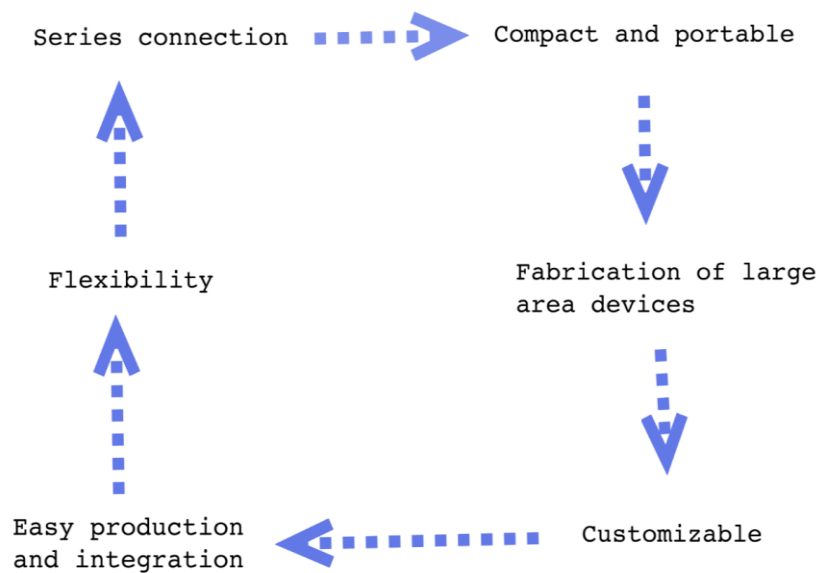 Series connection
Compact and portable
Flexibility
Fabrication of large
area devices
Easy production
and integration
Customizable